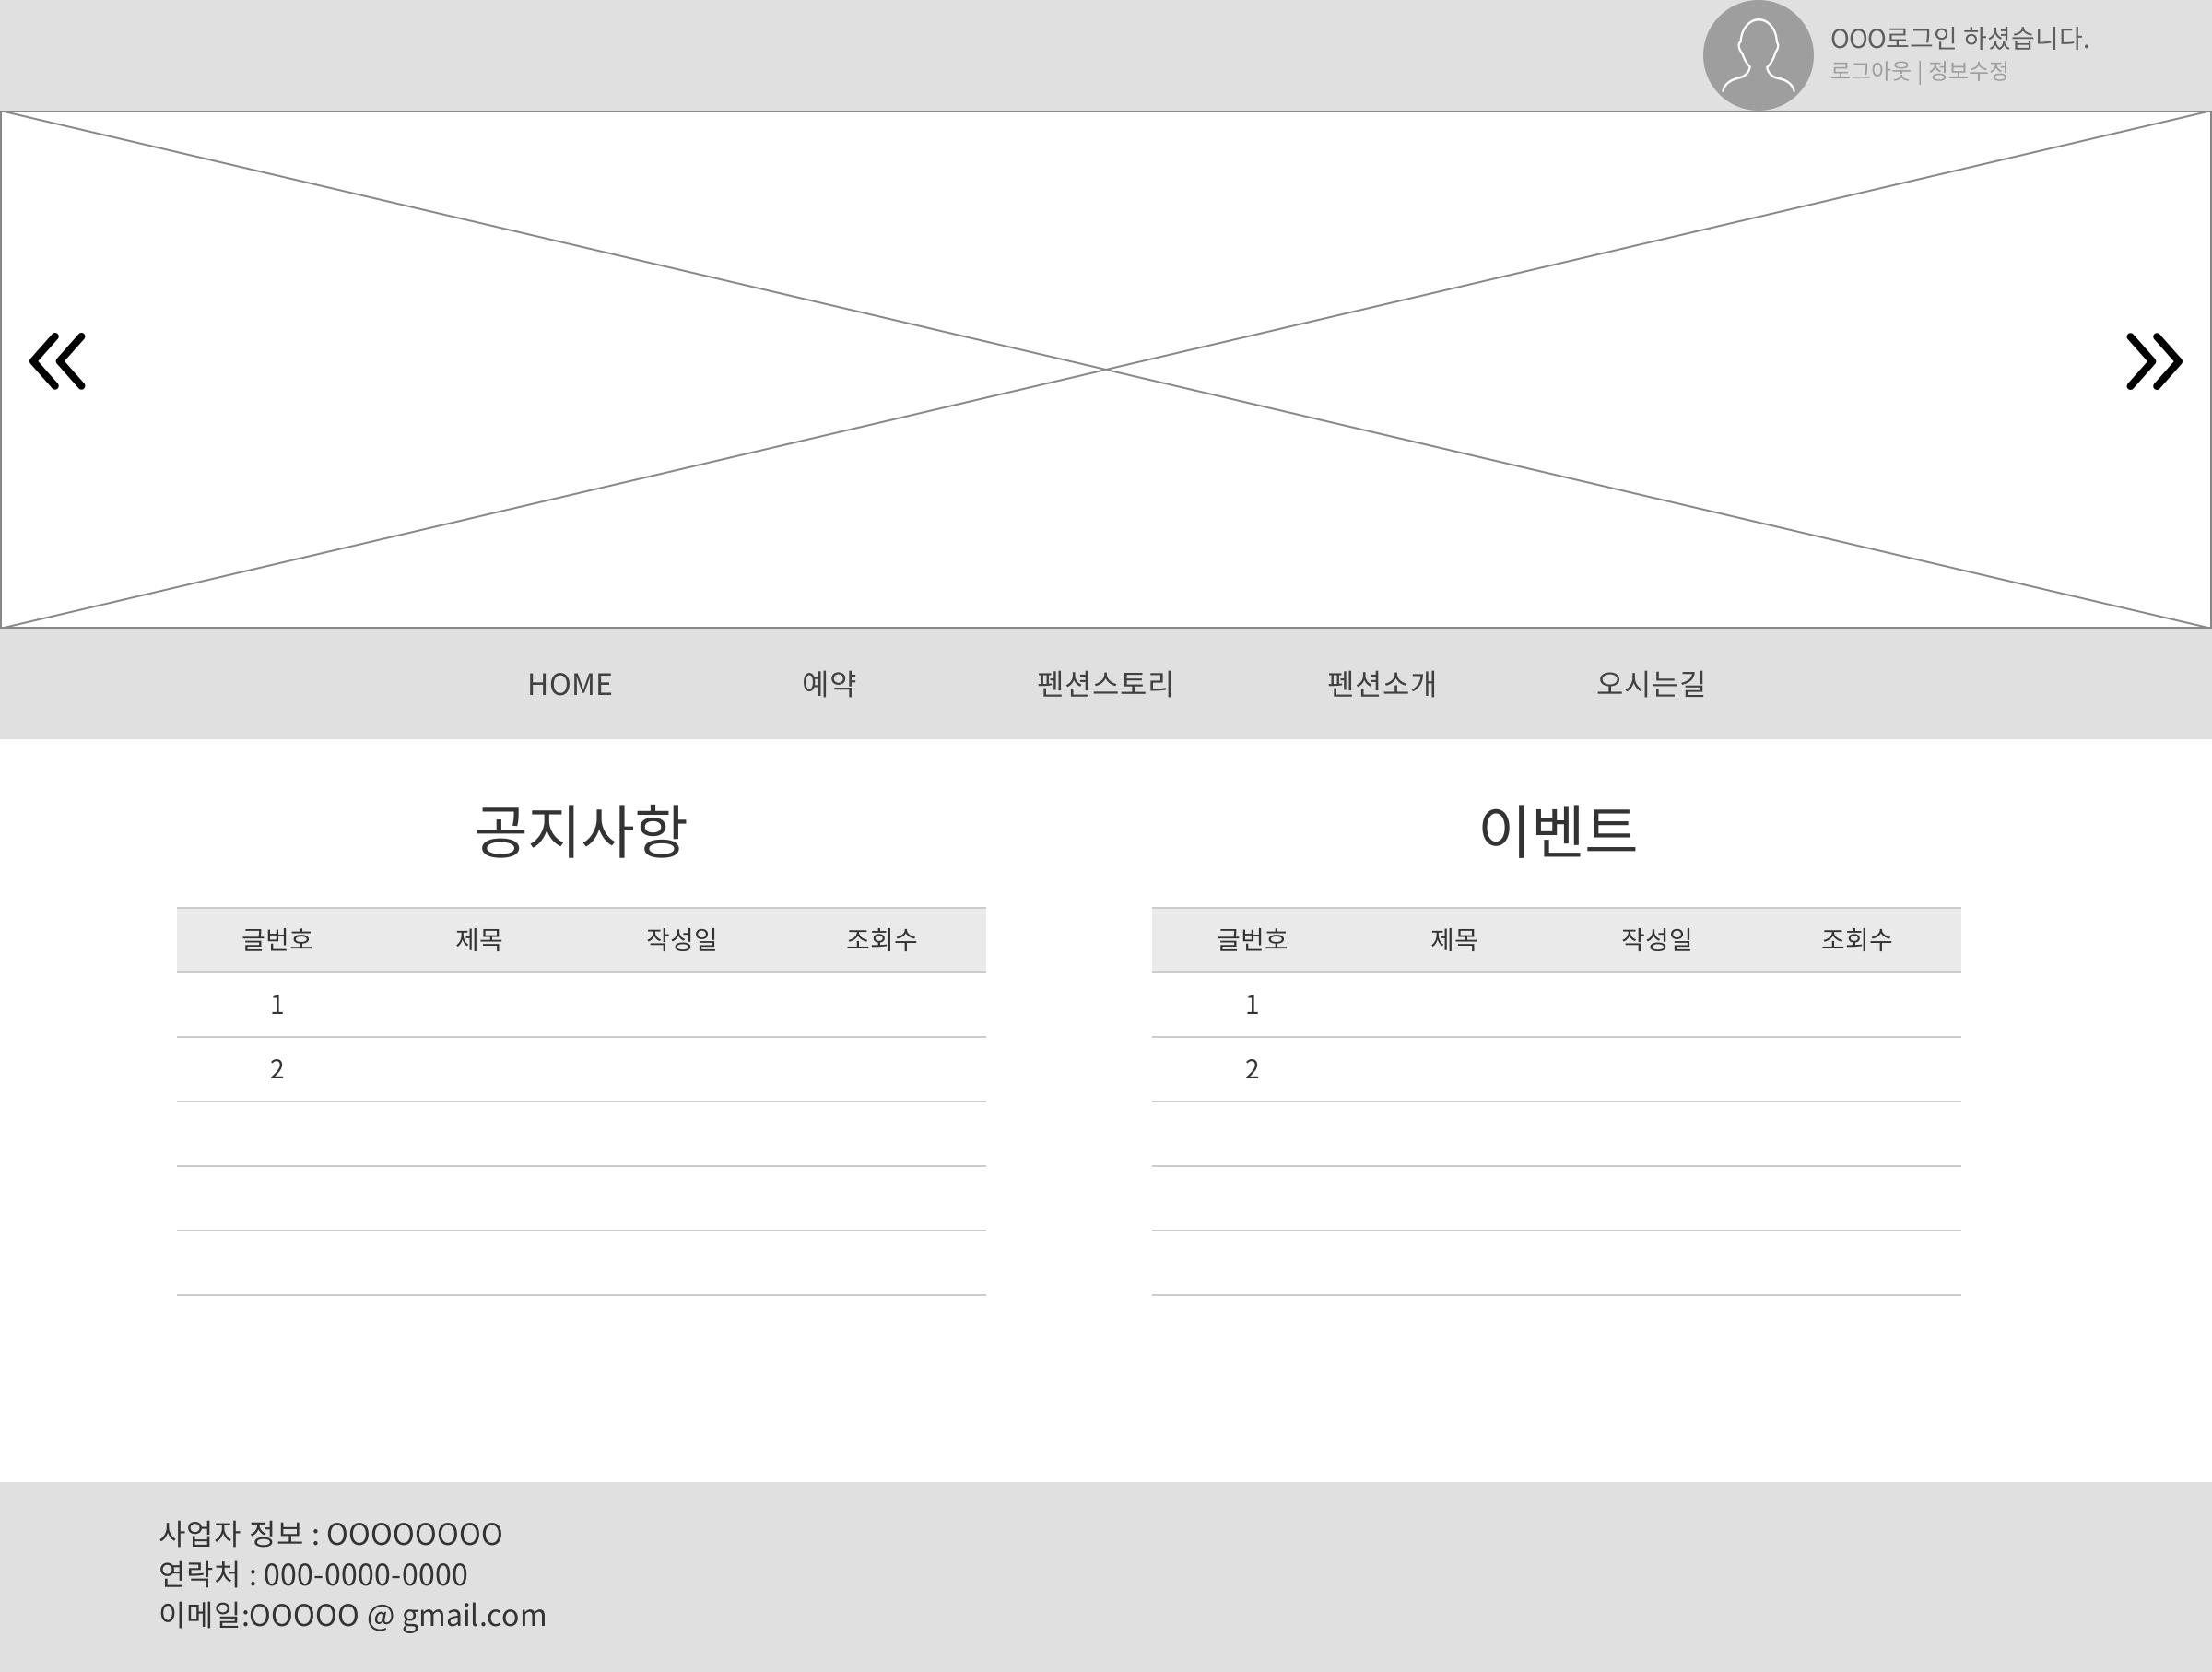 OOO로그인 하셨습니다.
로그아웃 | 정보수정
HOME 예약 펜션스토리 펜션소개 오시는길
공지사항
글번호 제목 작성일 조회수
1
2
이벤트
글번호 제목 작성일 조회수
1
2
사업자 정보 : OOOOOOOO
연락처 : 000-0000-0000
이메일:OOOOO @ gmail.com